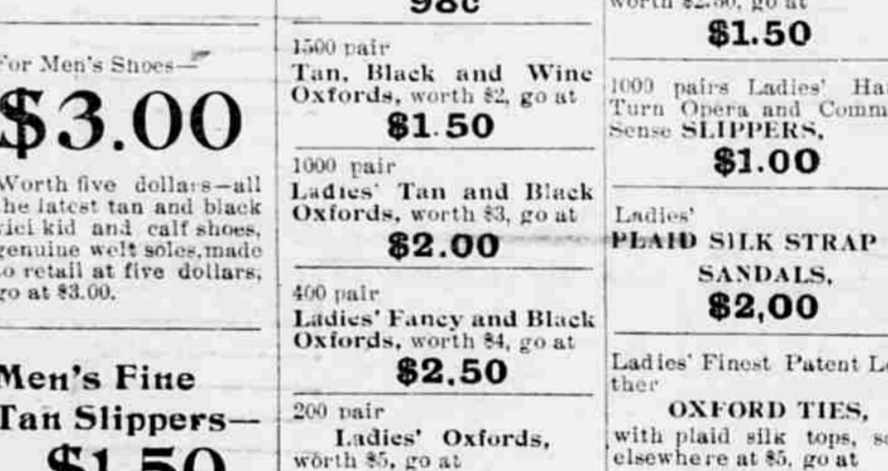 For Men's Shoes—
$3.00
Worth five dollars—all
the latest tan and black
vici kid and calf shoes,
genuine welt soles, made
to retail at five dollars,
go at $3.00.
Men's Fine
Tan Slippers—
$1.50
98c
1500 pair
Tan, Black and Wine
Oxfords, worth $2, go at
$1.50
1000 pair
Ladies' Tan and Black
Oxfords, worth $3, go at
$2.00
400 pair
Ladies' Fancy and Black
Oxfords, worth $4, go at
$2.50
200 pair
Ladies' Oxfords,
worth $5, go at
worth $2.50, go at
$1.50
1000 pairs Ladies' Ha
Turn Opera and Comm
Sense SLIPPERS,
$1.00
Ladies'
PLAID SILK STRAP
SANDALS,
$2,00
Ladies' Finest Patent Le
ther
OXFORD TIES,
with plaid silk tops, so
elsewhere at $5, go at